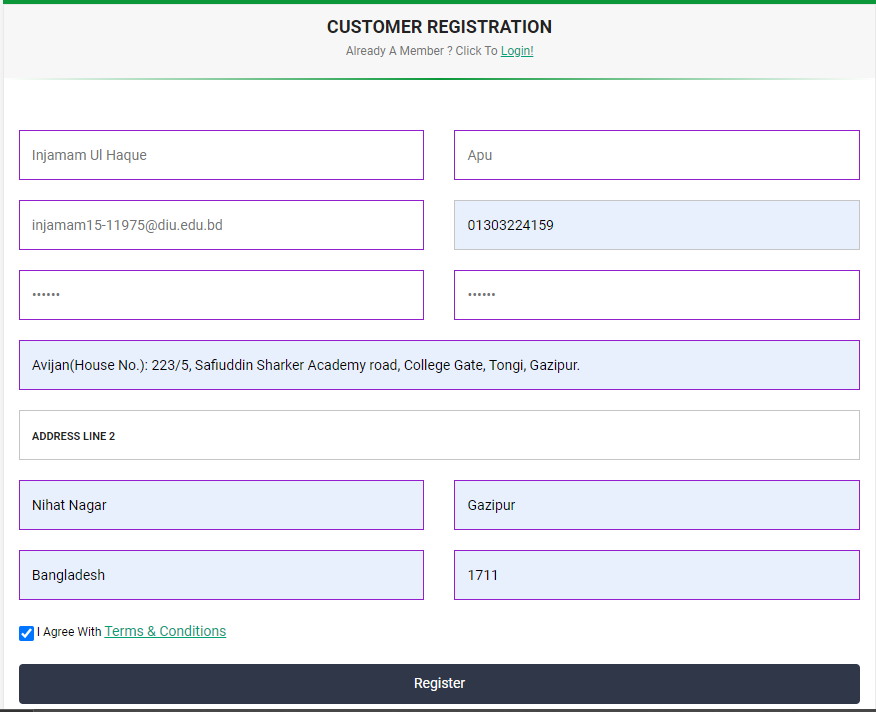 CUSTOMER REGISTRATION
Already A Member ? Click To Login!
Injamam Ul Haque
Apu
injamam15-11975@diu.edu.bd
01303224159
••••••
••••••
Avijan(House No.): 223/5, Safiuddin Sharker Academy road, College Gate, Tongi, Gazipur.
ADDRESS LINE 2
Nihat Nagar
Gazipur
Bangladesh
1711
I Agree With Terms & Conditions
Register